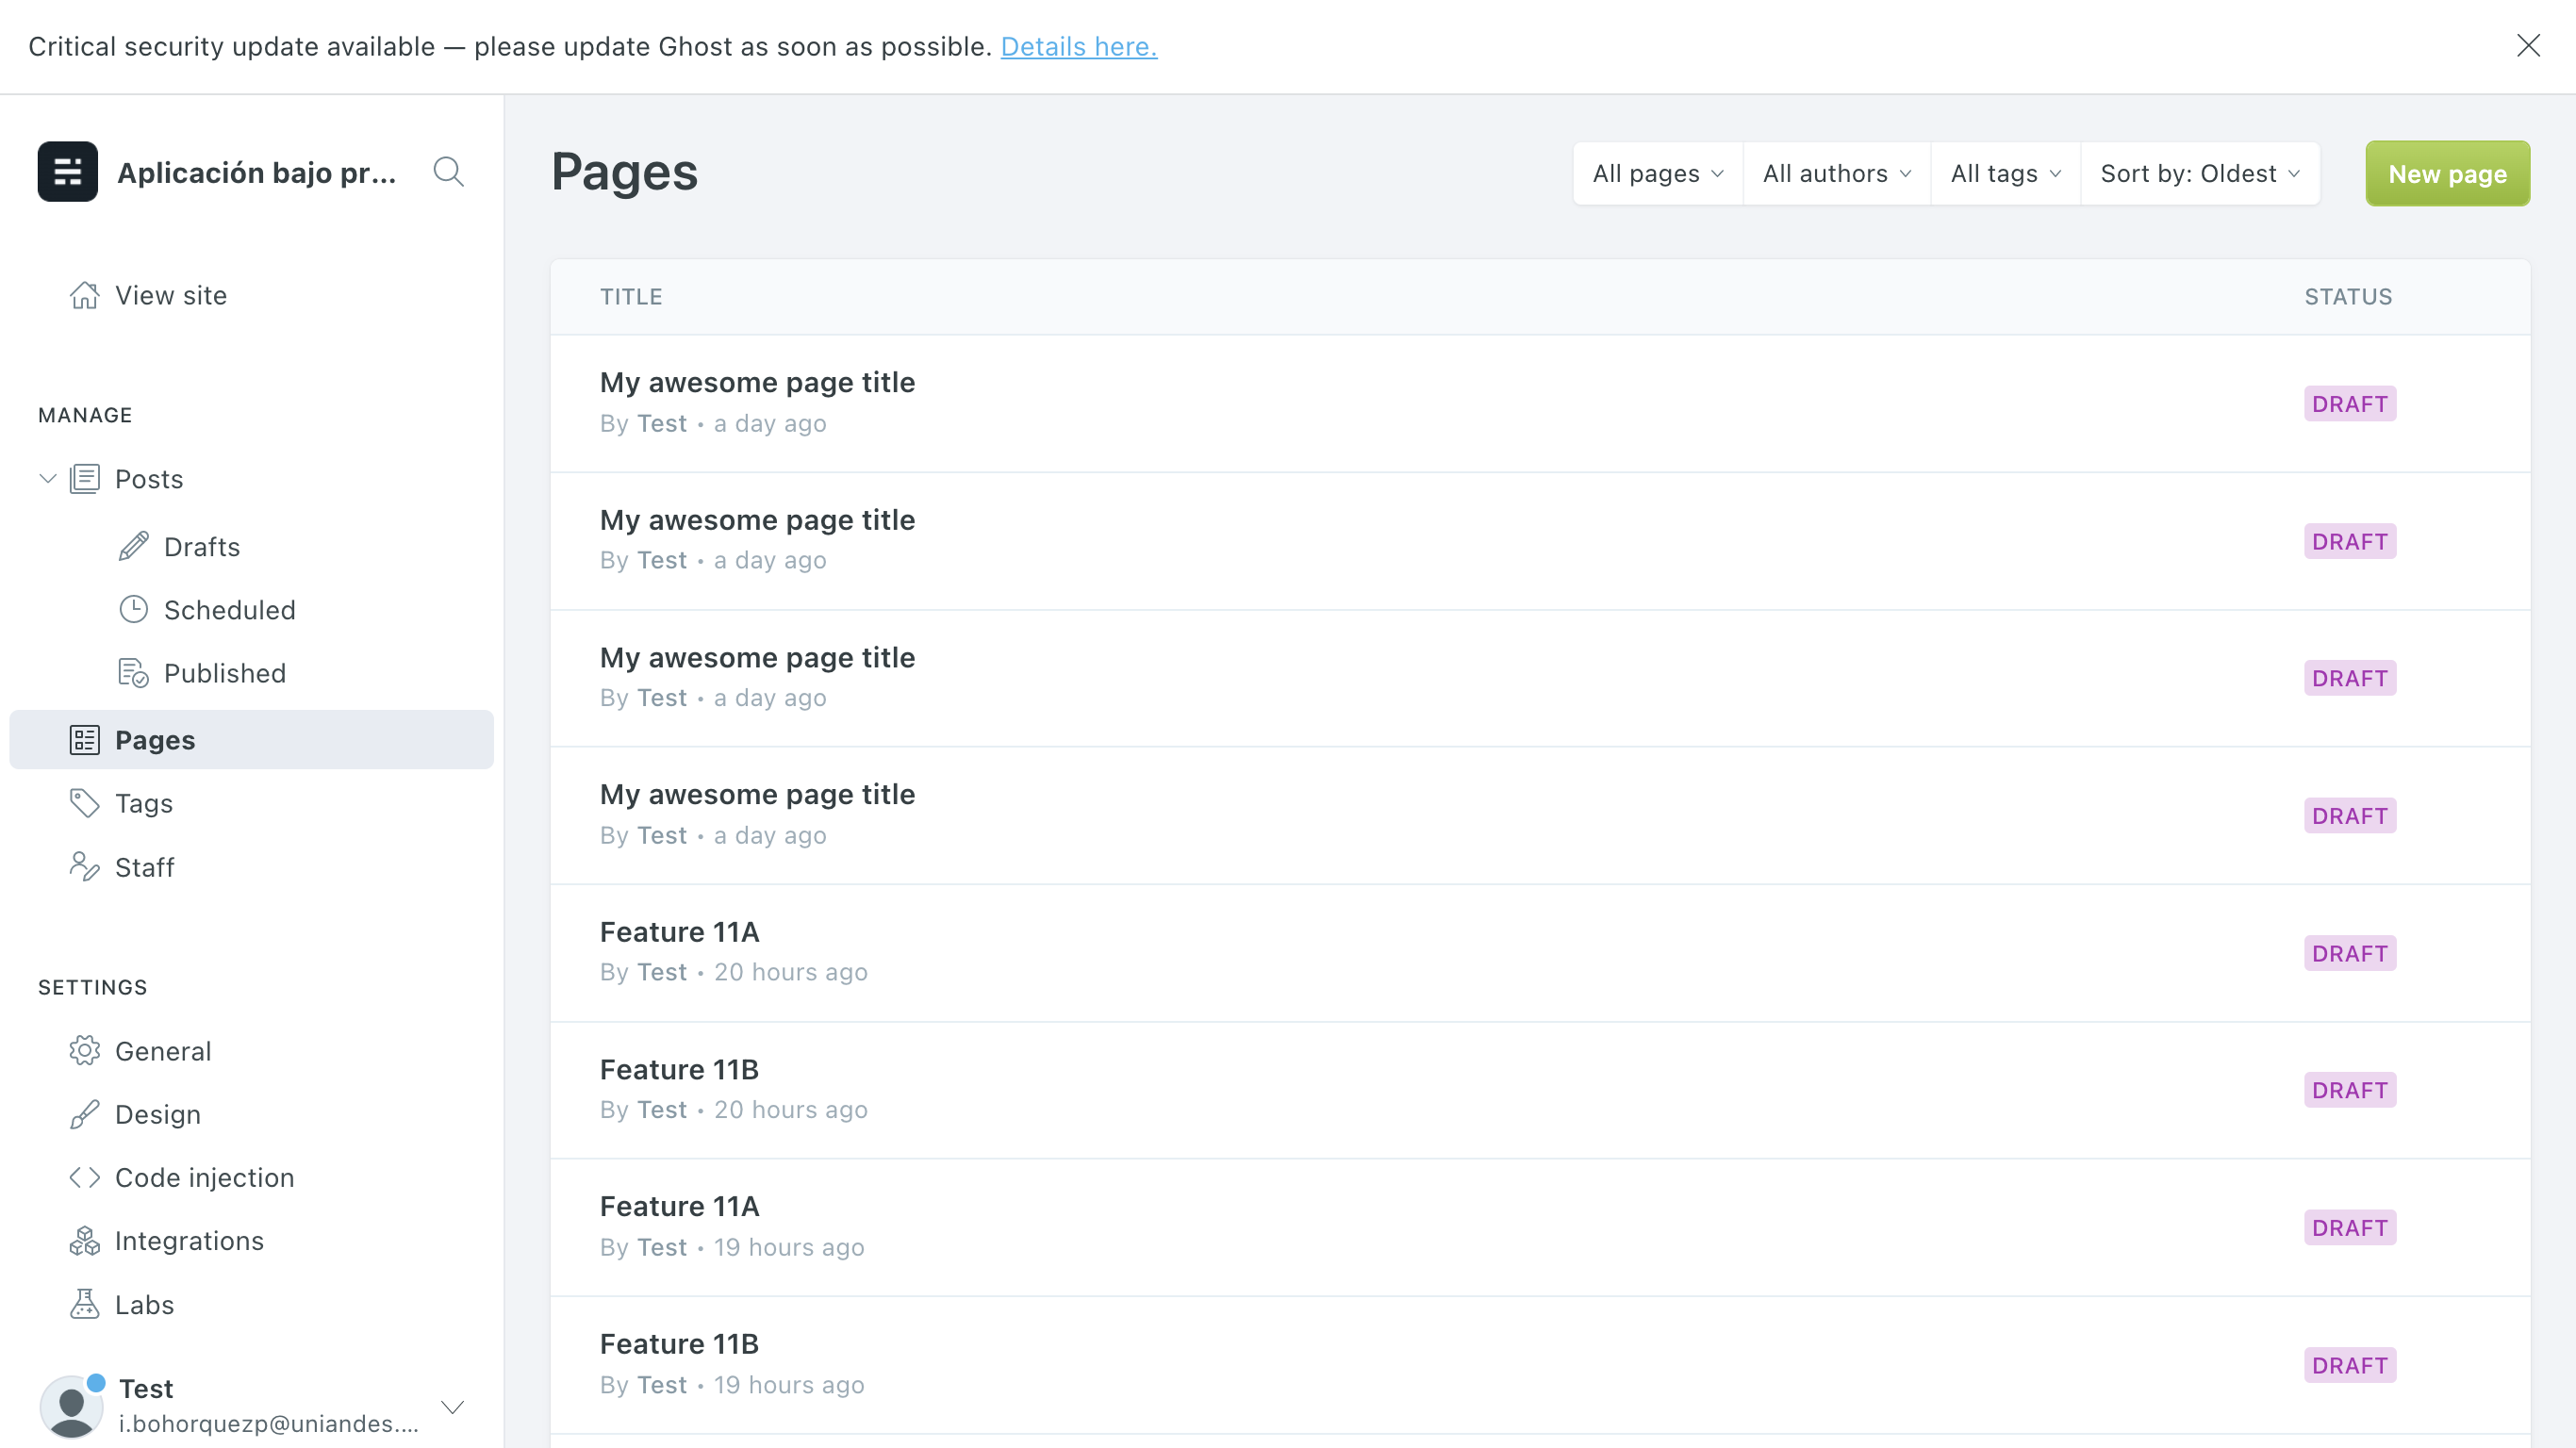 Critical security update available — please update Ghost as soon as possible. Details here.
Aplicación bajo pr...
View site
MANAGE
Posts
Drafts
Scheduled
Published
Pages
Tags
Staff
SETTINGS
General
Design
Code injection
Integrations
Labs
Test
i.bohorquezp@uniandes....
Pages
All pages
All authors
All tags
Sort by: Oldest
New page
TITLE STATUS
My awesome page title
By Test • a day ago
DRAFT
My awesome page title
By Test • a day ago
DRAFT
My awesome page title
By Test • a day ago
DRAFT
My awesome page title
By Test • a day ago
DRAFT
Feature 11A
By Test • 20 hours ago
DRAFT
Feature 11B
By Test • 20 hours ago
DRAFT
Feature 11A
By Test • 19 hours ago
DRAFT
Feature 11B
By Test • 19 hours ago
DRAFT